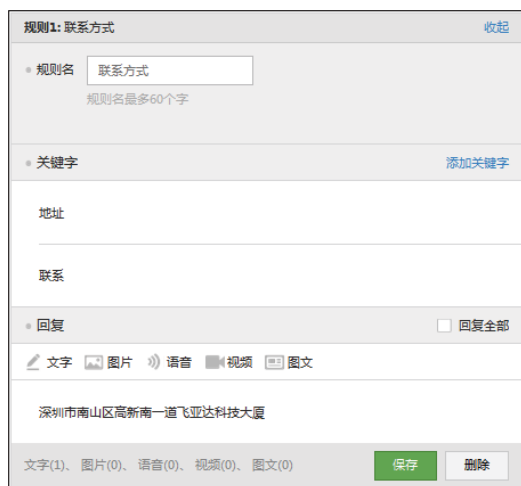 规则1: 联系方式 收起
规则名 联系方式
规则名最多60个字
关键字 添加关键字
地址
联系
回复 回复全部
文字 图片 语音 视频 图文
深圳市南山区高新南一道飞亚达科技大厦
文字(1)、 图片(0)、 语音(0)、 视频(0)、 图文(0) 保存 删除